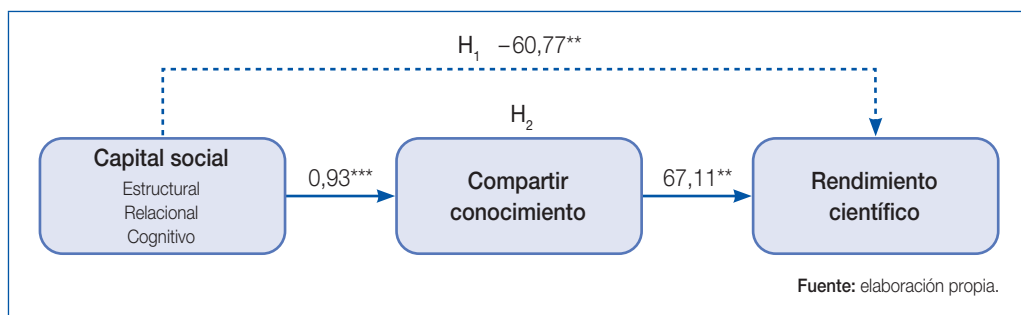 H1 –60,77**
H2
Capital social
Estructural
Relacional
Cognitivo
0,93***
Compartir
conocimiento
67,11**
Rendimiento
científico
Fuente: elaboración propia.